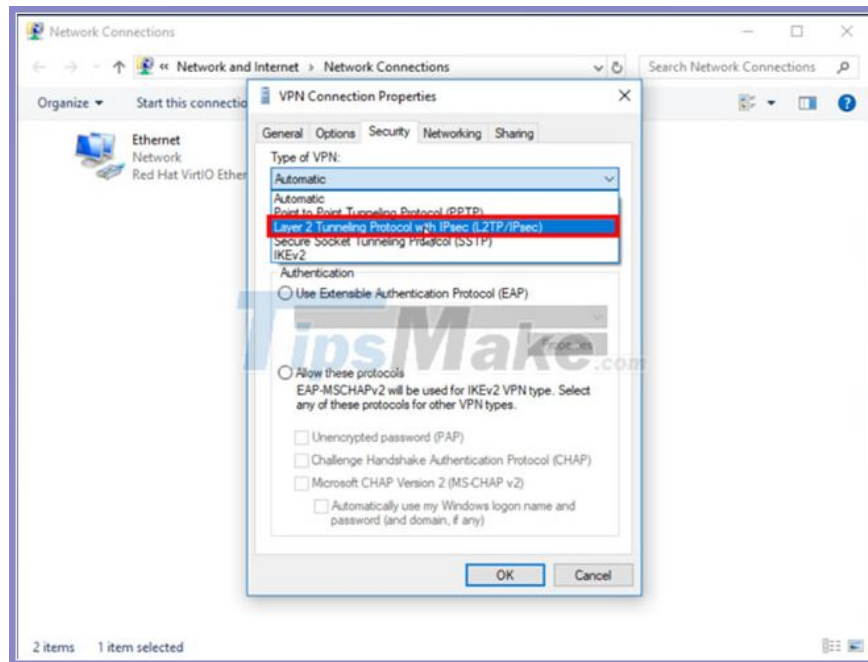 Network Connections
« Network and Internet > Network Connections
Search Network Connections
Organize
Start this connectio
Ethernet
Network
Red Hat VirtIO Ether
VPN Connection Properties
General Options Security Networking Sharing
Type of VPN:
Automatic
Automatic
Point to Point Tunneling Protocol (PPTP)
Layer 2 Tunneling Protocol with IPsec (L2TP/IPsec)
Secure Socket Tunneling Protocol (SSTP)
IKEv2
Authentication
Use Extensible Authentication Protocol (EAP)
Properties
TipsMake.com
Allow these protocols
EAP-MSCHAPv2 will be used for IKEv2 VPN type. Select
any of these protocols for other VPN types.
Unencrypted password (PAP)
Challenge Handshake Authentication Protocol (CHAP)
Microsoft CHAP Version 2 (MS-CHAP v2)
Automatically use my Windows logon name and
password (and domain, if any)
OK Cancel
2 items 1 item selected